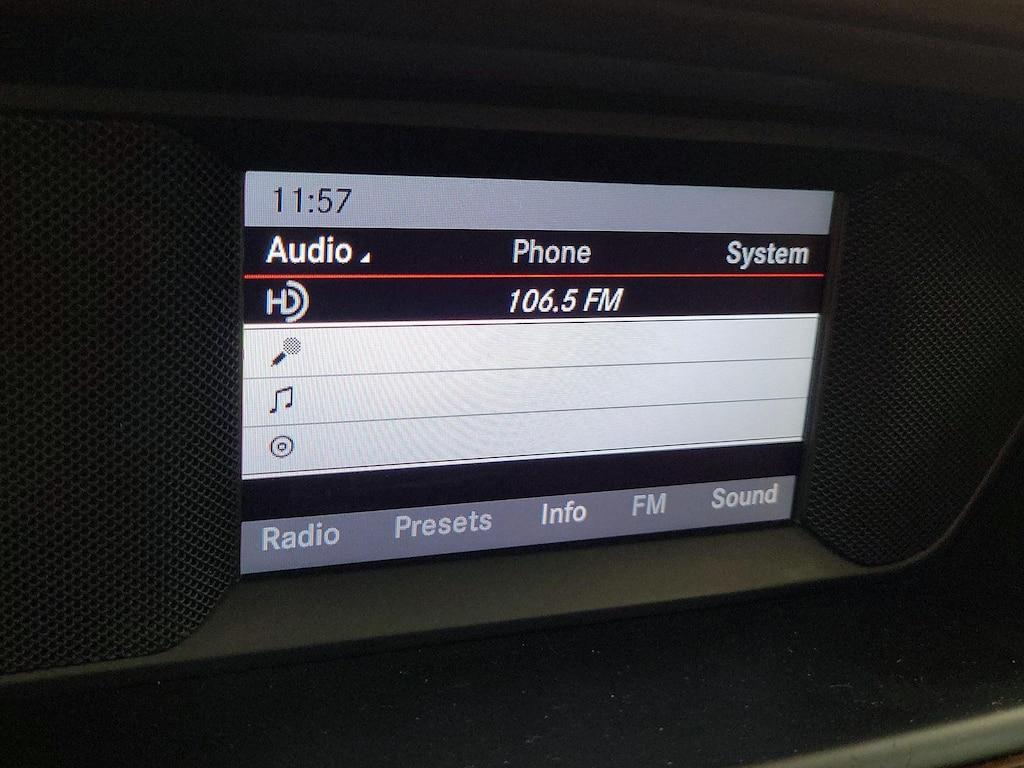 11:57
Audio Phone System
HD 106.5 FM
Radio Presets Info FM Sound